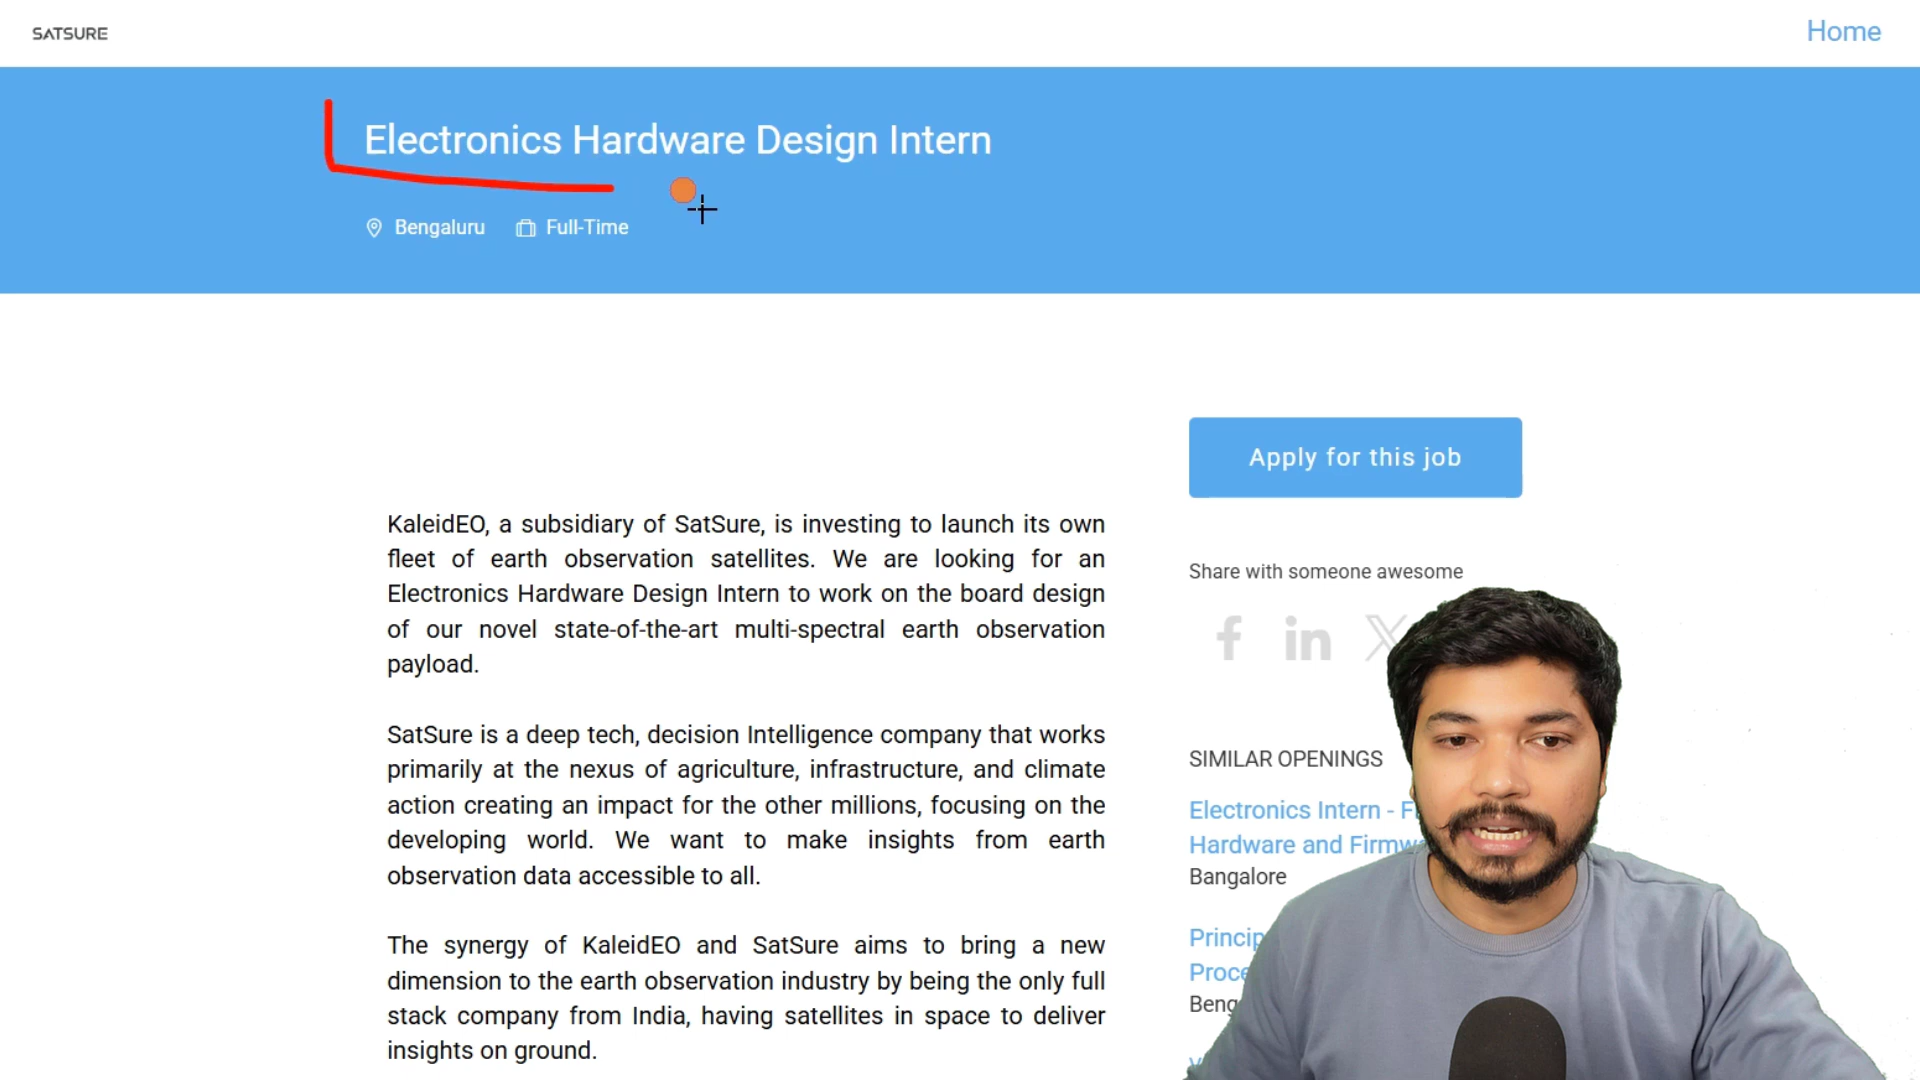 SATSURE
Home
Electronics Hardware Design Intern
Bengaluru
Full-Time
Apply for this job
KaleidEO, a subsidiary of SatSure, is investing to launch its own
fleet of earth observation satellites. We are looking for an
Electronics Hardware Design Intern to work on the board design
of our novel state-of-the-art multi-spectral earth observation
payload.
Share with someone awesome
SatSure is a deep tech, decision Intelligence company that works
primarily at the nexus of agriculture, infrastructure, and climate
action creating an impact for the other millions, focusing on the
developing world. We want to make insights from earth
observation data accessible to all.
The synergy of KaleidEO and SatSure aims to bring a new
dimension to the earth observation industry by being the only full
stack company from India, having satellites in space to deliver
insights on ground.
SIMILAR OPENINGS
Electronics Intern -
Hardware and
Bangalore